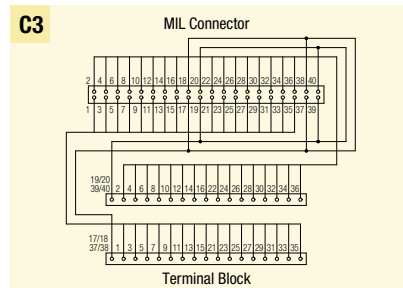 C3
MIL Connector
2 4 6 8 10 12 14 16 18 20 22 24 26 28 30 32 34 36 38 40
1 3 5 7 9 11 13 15 17 19 21 23 25 27 29 31 33 35 37 39
19/20
39/40 2 4 6 8 10 12 14 16 22 24 26 28 30 32 34 36
17/18
37/38 1 3 5 7 9 11 13 15 21 23 25 27 29 31 33 35
Terminal Block